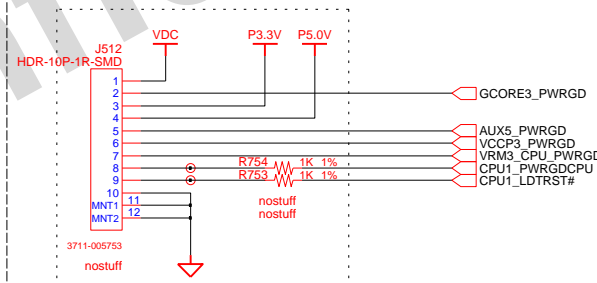 J512
VDC
P3.3V
P5.0V
HDR-10P-1R-SMD
1
2
GCORE3_PWRGD
3
4
5
AUX5_PWRGD
6
VCCP3_PWRGD
7
VRM3_CPU_PWRGD
8
R754
1K 1%
CPU1_PWRGDCPU
9
R753
1K 1%
CPU1_LDTRST#
10
MNT1
11
MNT2
12
nostuff
nostuff
3711-005753
nostuff